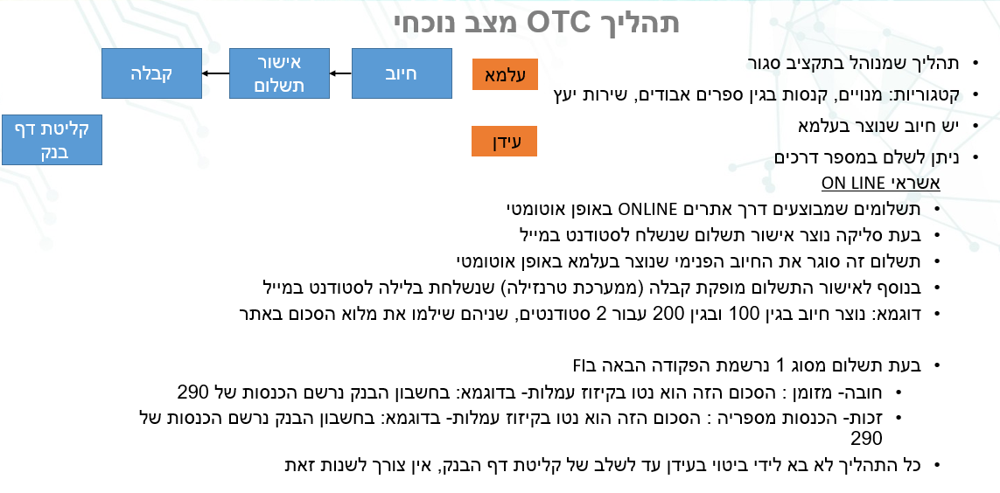 תהליך OTC מצב נוכחי
חיוב
אישור
תשלום
קבלה
עלמא
עידן
קליטת דף
בנק
• תהליך שמנוהל בתקציב סגור
• קטגוריות: מנויים, קנסות בגין ספרים אבודים, שירות יעץ
• יש חיוב שנוצר בעלמא
• ניתן לשלם במספר דרכים
אשראי ON LINE
• תשלומים שמבוצעים דרך אתרים ONLINE באופן אוטומטי
• בעת סליקה נוצר אישור תשלום שנשלח לסטודנט במייל
• תשלום זה סוגר את החיוב הפנימי שנוצר בעלמא באופן אוטומטי
• בנוסף לאישור התשלום מופקת קבלה (ממערכת טרנזילה) שנשלחת בלילה לסטודנט במייל
• דוגמא: נוצר חיוב בגין 100 ובגין 200 עבור 2 סטודנטים, שניהם שילמו את מלוא הסכום באתר
• בעת תשלום מסוג 1 נרשמת הפקודה הבאה בFI
• חובה- מזומן : הסכום הזה הוא נטו בקיזוז עמלות- בדוגמא: בחשבון הבנק נרשם הכנסות של 290
• זכות- הכנסות מספריה : הסכום הזה הוא נטו בקיזוז עמלות- בדוגמא: בחשבון הבנק נרשם הכנסות של
290
• כל התהליך לא בא לידי ביטוי בעידן עד לשלב של קליטת דף הבנק, אין צורך לשנות זאת